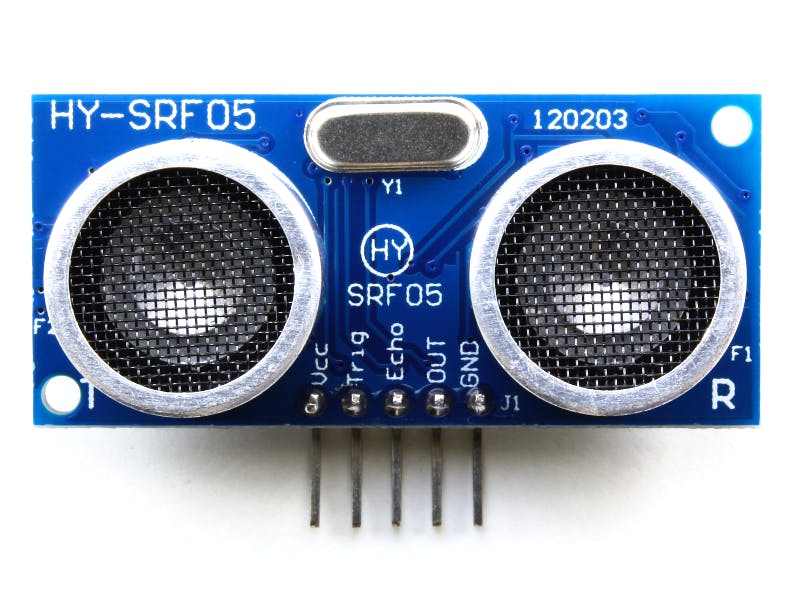 HY-SRF05
120203
Y1
HY
SRF05
F2
Vcc
Trig
Echo
OUT
GND
F1
T
J1
R